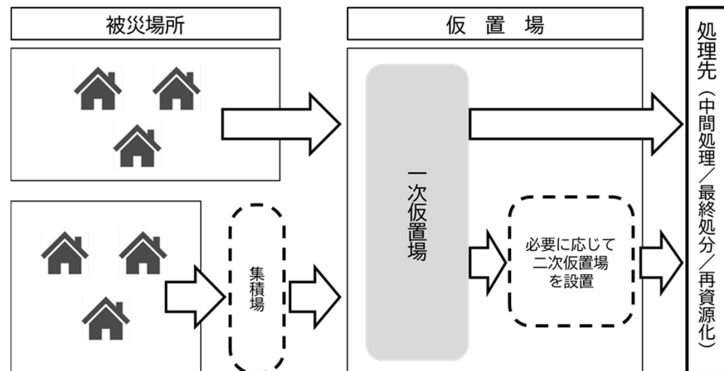 被災場所
仮置場
集積場
一次仮置場
必要に応じて
二次仮置場
を設置
処理先（中間処理／最終処分／再資源化）